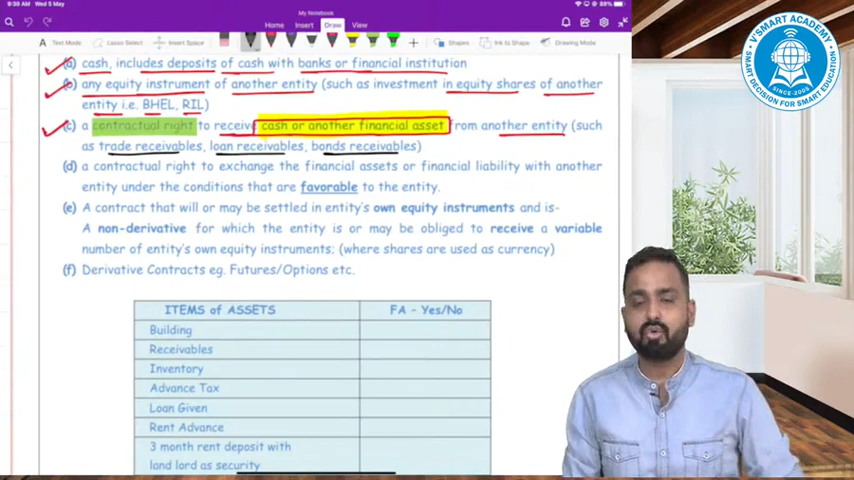 9:39 AM Wed 5 May
My Notebook
88%
Home Insert Draw View
Text Mode Lasso Select Insert Space Shapes Ink to Shape Drawing Mode
(a) cash, includes deposits of cash with banks or financial institution
(b) any equity instrument of another entity (such as investment in equity shares of another
entity i.e. BHEL, RIL)
(c) a contractual right to receive cash or another financial asset from another entity (such
as trade receivables, loan receivables, bonds receivables)
(d) a contractual right to exchange the financial assets or financial liability with another
entity under the conditions that are favorable to the entity.
(e) A contract that will or may be settled in entity's own equity instruments and is-
A non-derivative for which the entity is or may be obliged to receive a variable
number of entity's own equity instruments; (where shares are used as currency)
(f) Derivative Contracts eg. Futures/Options etc.
ITEMS of ASSETS FA - Yes/No
Building
Receivables
Inventory
Advance Tax
Loan Given
Rent Advance
3 month rent deposit with
land lord as security
V'SMART ACADEMY
SINCE-2005
SMART DECISION FOR SMART EDUCATION